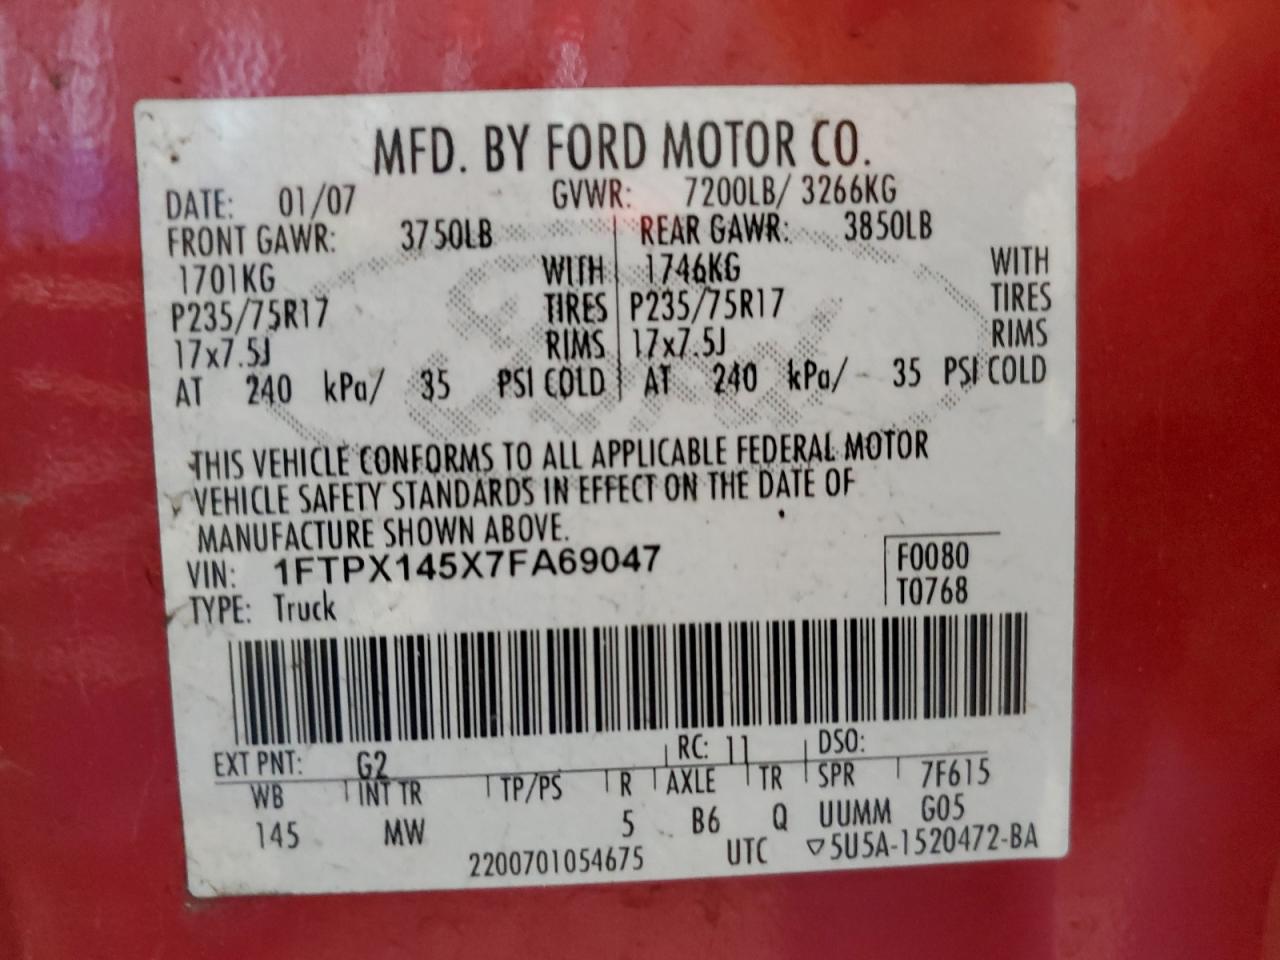 MFD. BY FORD MOTOR CO.
DATE: 01/07 GVWR: 7200LB/ 3266KG
FRONT GAWR: 3750LB REAR GAWR: 3850LB
1701KG WITH 1746KG WITH
P235/75R17 TIRES P235/75R17 TIRES
17x7.5J RIMS 17x7.5J RIMS
AT 240 kPa/ 35 PSI COLD AT 240 kPa/ 35 PSI COLD
THIS VEHICLE CONFORMS TO ALL APPLICABLE FEDERAL MOTOR
VEHICLE SAFETY STANDARDS IN EFFECT ON THE DATE OF
MANUFACTURE SHOWN ABOVE.
VIN: 1FTPX145X7FA69047 F0080
TYPE: Truck T0768
EXT PNT: G2 RC: 11 DSO:
WB INT TR TP/PS R AXLE TR SPR 7F615
145 MW 5 B6 Q UUMM G05
2200701054675 UTC ▽5U5A-1520472-BA